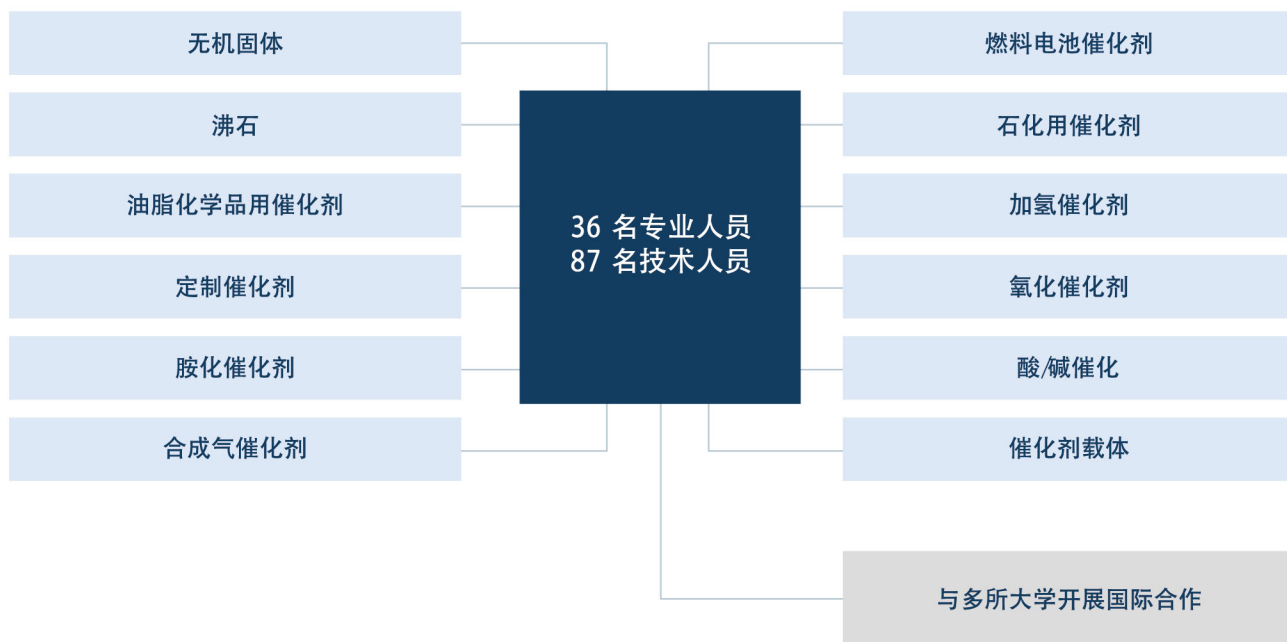 无机固体
沸石
油脂化学品用催化剂
定制催化剂
胺化催化剂
合成气催化剂
36 名专业人员
87 名技术人员
燃料电池催化剂
石化用催化剂
加氢催化剂
氧化催化剂
酸/碱催化
催化剂载体
与多所大学开展国际合作